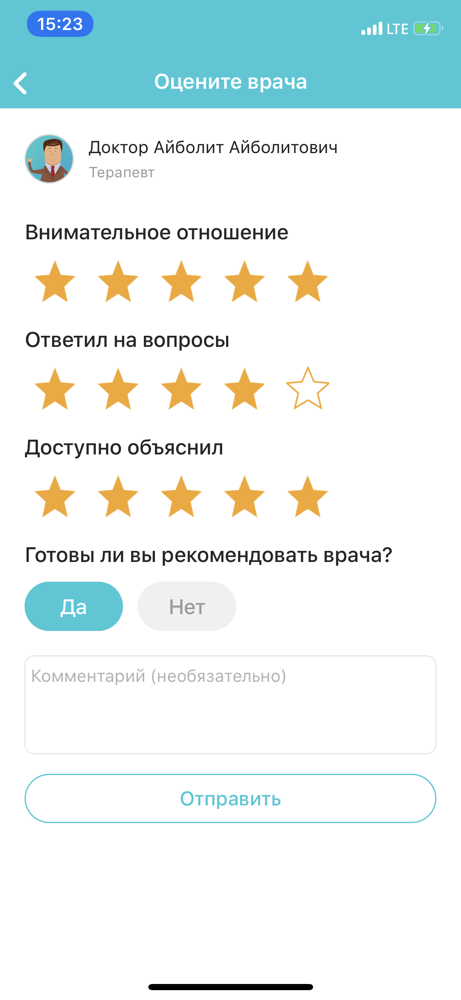 15:23
LTE
Оцените врача
Доктор Айболит Айболитович
Терапевт
Внимательное отношение
Ответил на вопросы
Доступно объяснил
Готовы ли вы рекомендовать врача?
Да
Нет
Комментарий (необязательно)
Отправить